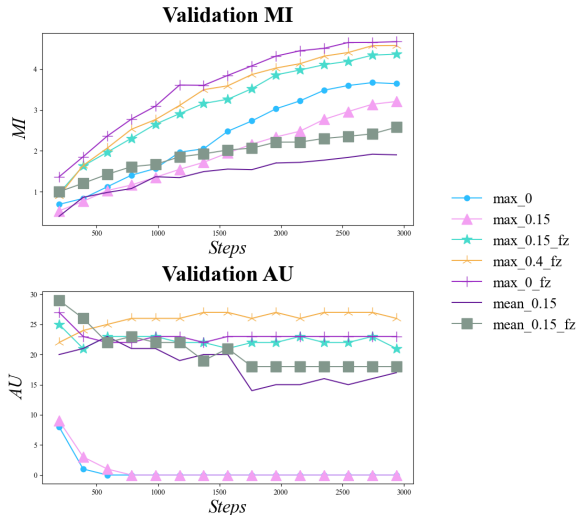 Validation MI
4
3
2
1
MI
500
1000
1500
2000
2500
3000
Steps
Validation AU
30
25
20
15
10
5
0
AU
500
1000
1500
2000
2500
3000
Steps
max_0
max_0.15
max_0.15_fz
max_0.4_fz
max_0_fz
mean_0.15
mean_0.15_fz